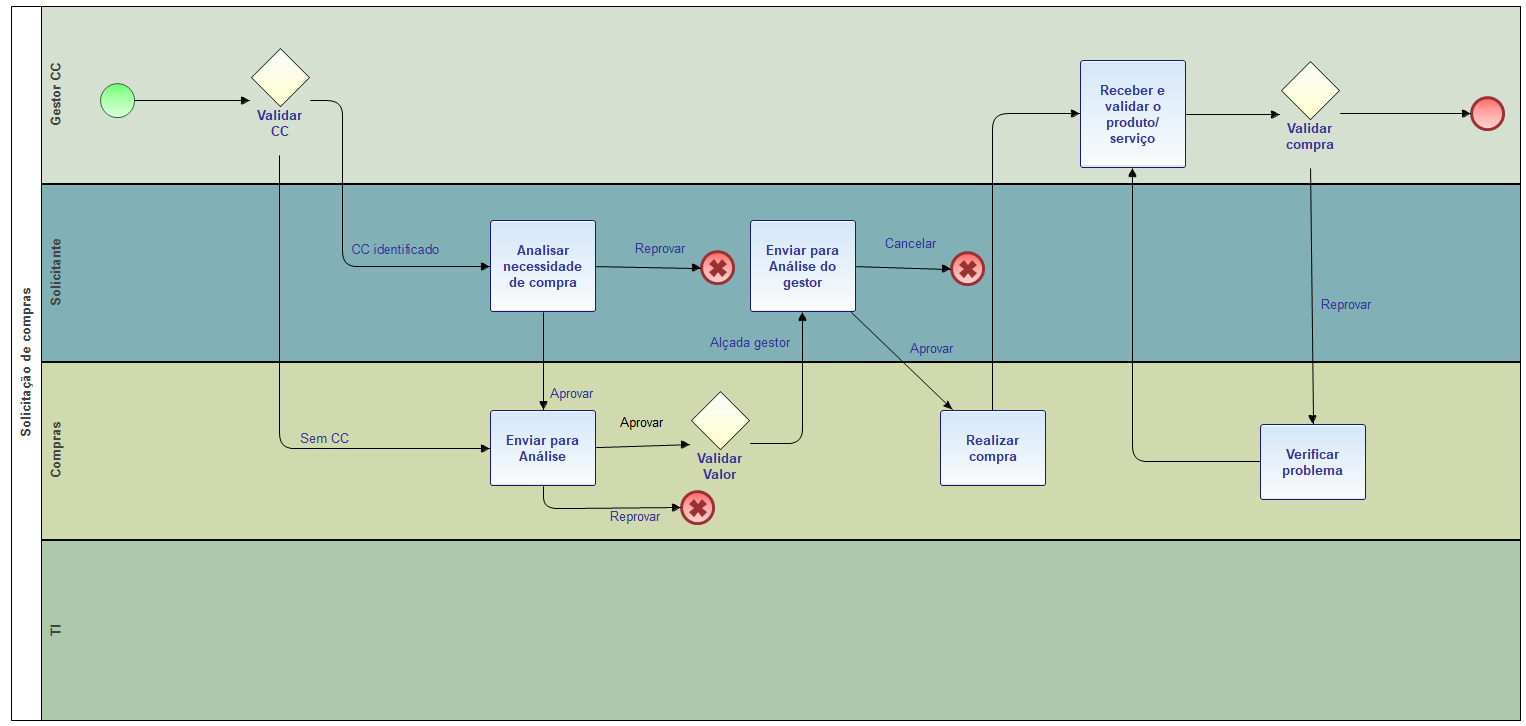 Solicitação de compras
Gestor CC
Validar
CC
Receber e
validar o
produto/
serviço
Validar
compra
Solicitante
CC identificado
Analisar
necessidade
de compra
Reprovar
Enviar para
Análise do
gestor
Cancelar
Reprovar
Alçada gestor
Aprovar
Compras
Aprovar
Sem CC
Enviar para
Análise
Aprovar
Validar
Valor
Reprovar
Realizar
compra
Verificar
problema
TI